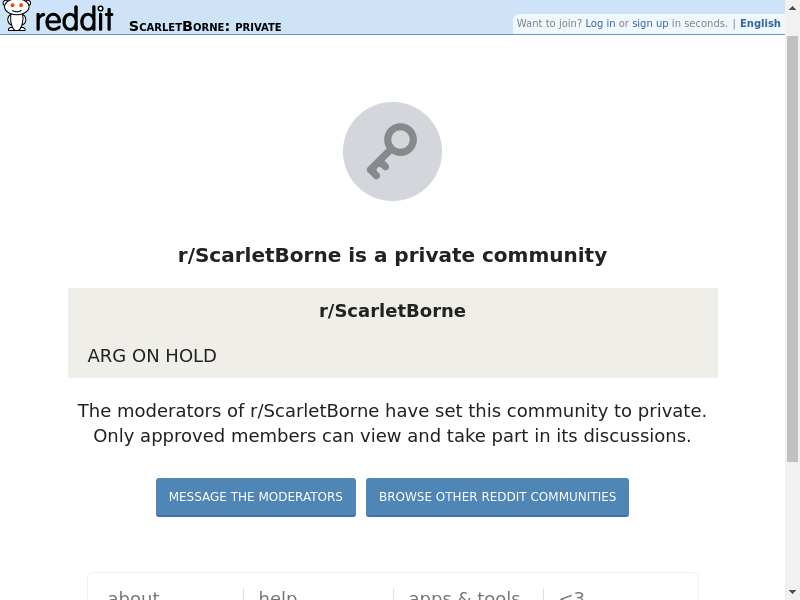 reddit SCARLETBORNE: PRIVATE
Want to join? Log in or sign up in seconds. | English
r/ScarletBorne is a private community
r/ScarletBorne
ARG ON HOLD
The moderators of r/ScarletBorne have set this community to private.
Only approved members can view and take part in its discussions.
MESSAGE THE MODERATORS BROWSE OTHER REDDIT COMMUNITIES
about help apps & tools <3